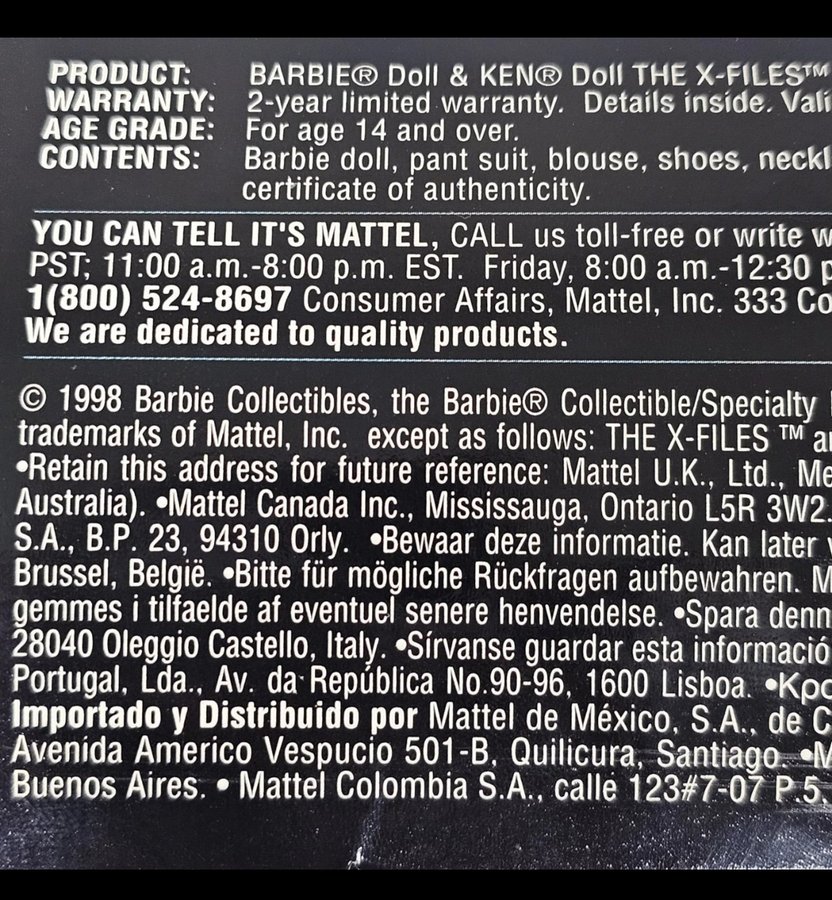 PRODUCT: BARBIE® Doll & KEN® Doll THE X-FILES™
WARRANTY: 2-year limited warranty. Details inside. Vali
AGE GRADE: For age 14 and over.
CONTENTS: Barbie doll, pant suit, blouse, shoes, neckl
certificate of authenticity.
YOU CAN TELL IT'S MATTEL, CALL us toll-free or write w
PST; 11:00 a.m.-8:00 p.m. EST. Friday, 8:00 a.m.-12:30 p
1(800) 524-8697 Consumer Affairs, Mattel, Inc. 333 Co
We are dedicated to quality products.
© 1998 Barbie Collectibles, the Barbie® Collectible/Specialty
trademarks of Mattel, Inc. except as follows: THE X-FILES ™ a
•Retain this address for future reference: Mattel U.K., Ltd., Me
Australia). •Mattel Canada Inc., Mississauga, Ontario L5R 3W2.
S.A., B.P. 23, 94310 Orly. •Bewaar deze informatie. Kan later v
Brussel, België. •Bitte für mögliche Rückfragen aufbewahren. M
gemmes i tilfaelde af eventuel senere henvendelse. •Spara denn
28040 Oleggio Castello, Italy. •Sírvanse guardar esta informació
Portugal, Lda., Av. da República No.90-96, 1600 Lisboa. •Κρα
Importado y Distribuido por Mattel de México, S.A., de C
Avenida Americo Vespucio 501-B, Quilicura, Santiago. •M
Buenos Aires. • Mattel Colombia S.A., calle 123#7-07 P.5,